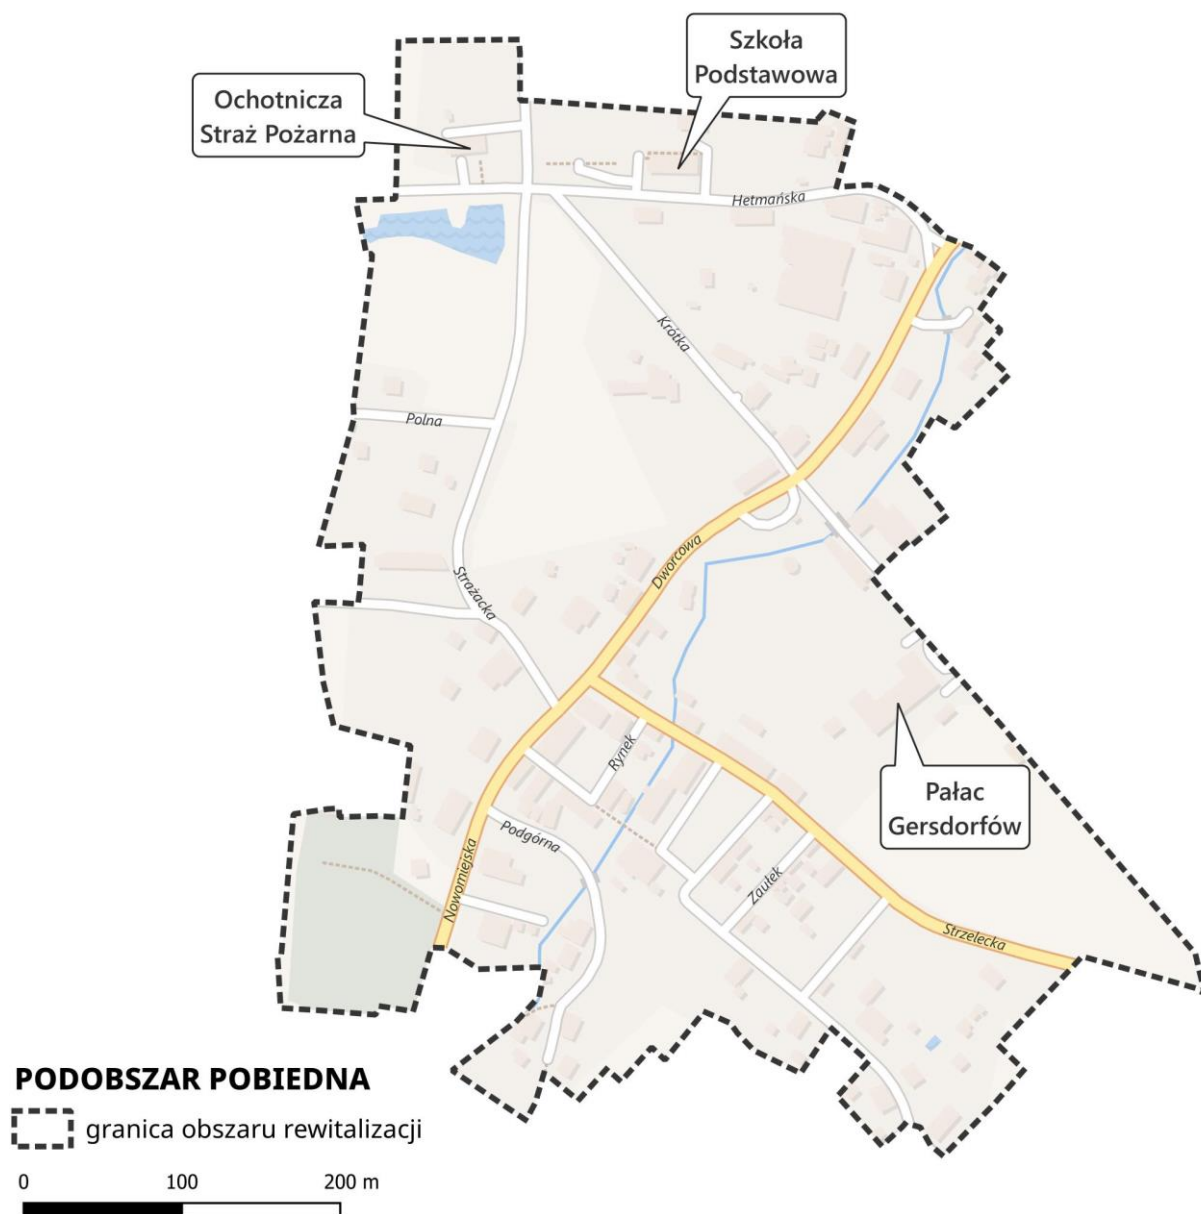 Szkoła
Podstawowa
Ochotnicza
Straż Pożarna
Hetmańska
Krótka
Polna
Dworcowa
Strażacka
Rynek
Pałac
Gersdorfów
Podgórna
Nowomiejska
Zaułek
Strzelecka
PODOBSZAR POBIEDNA
granica obszaru rewitalizacji
0 100 200 m